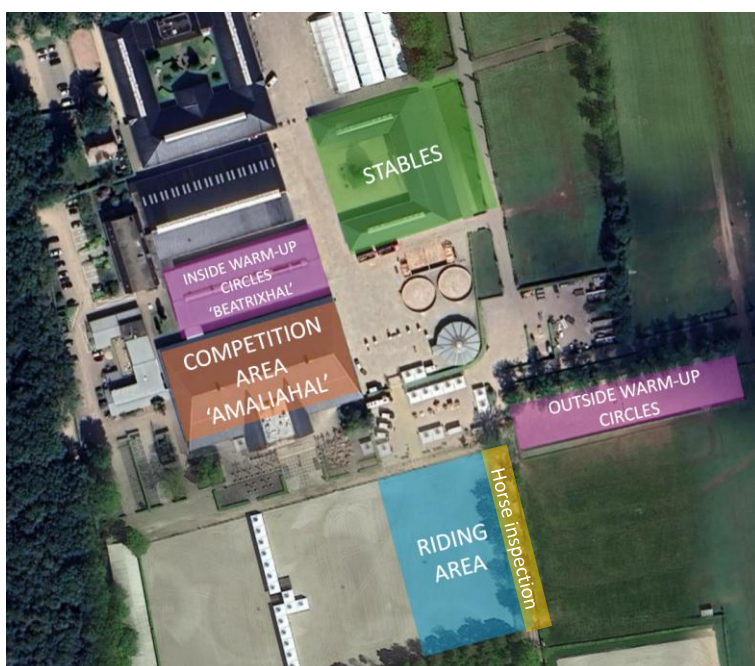 STABLES
INSIDE WARM-UP
CIRCLES
'BEATRIXHAL'
COMPETITION
AREA
'AMALIAHAL'
OUTSIDE WARM-UP
CIRCLES
RIDING
AREA
Horse inspection